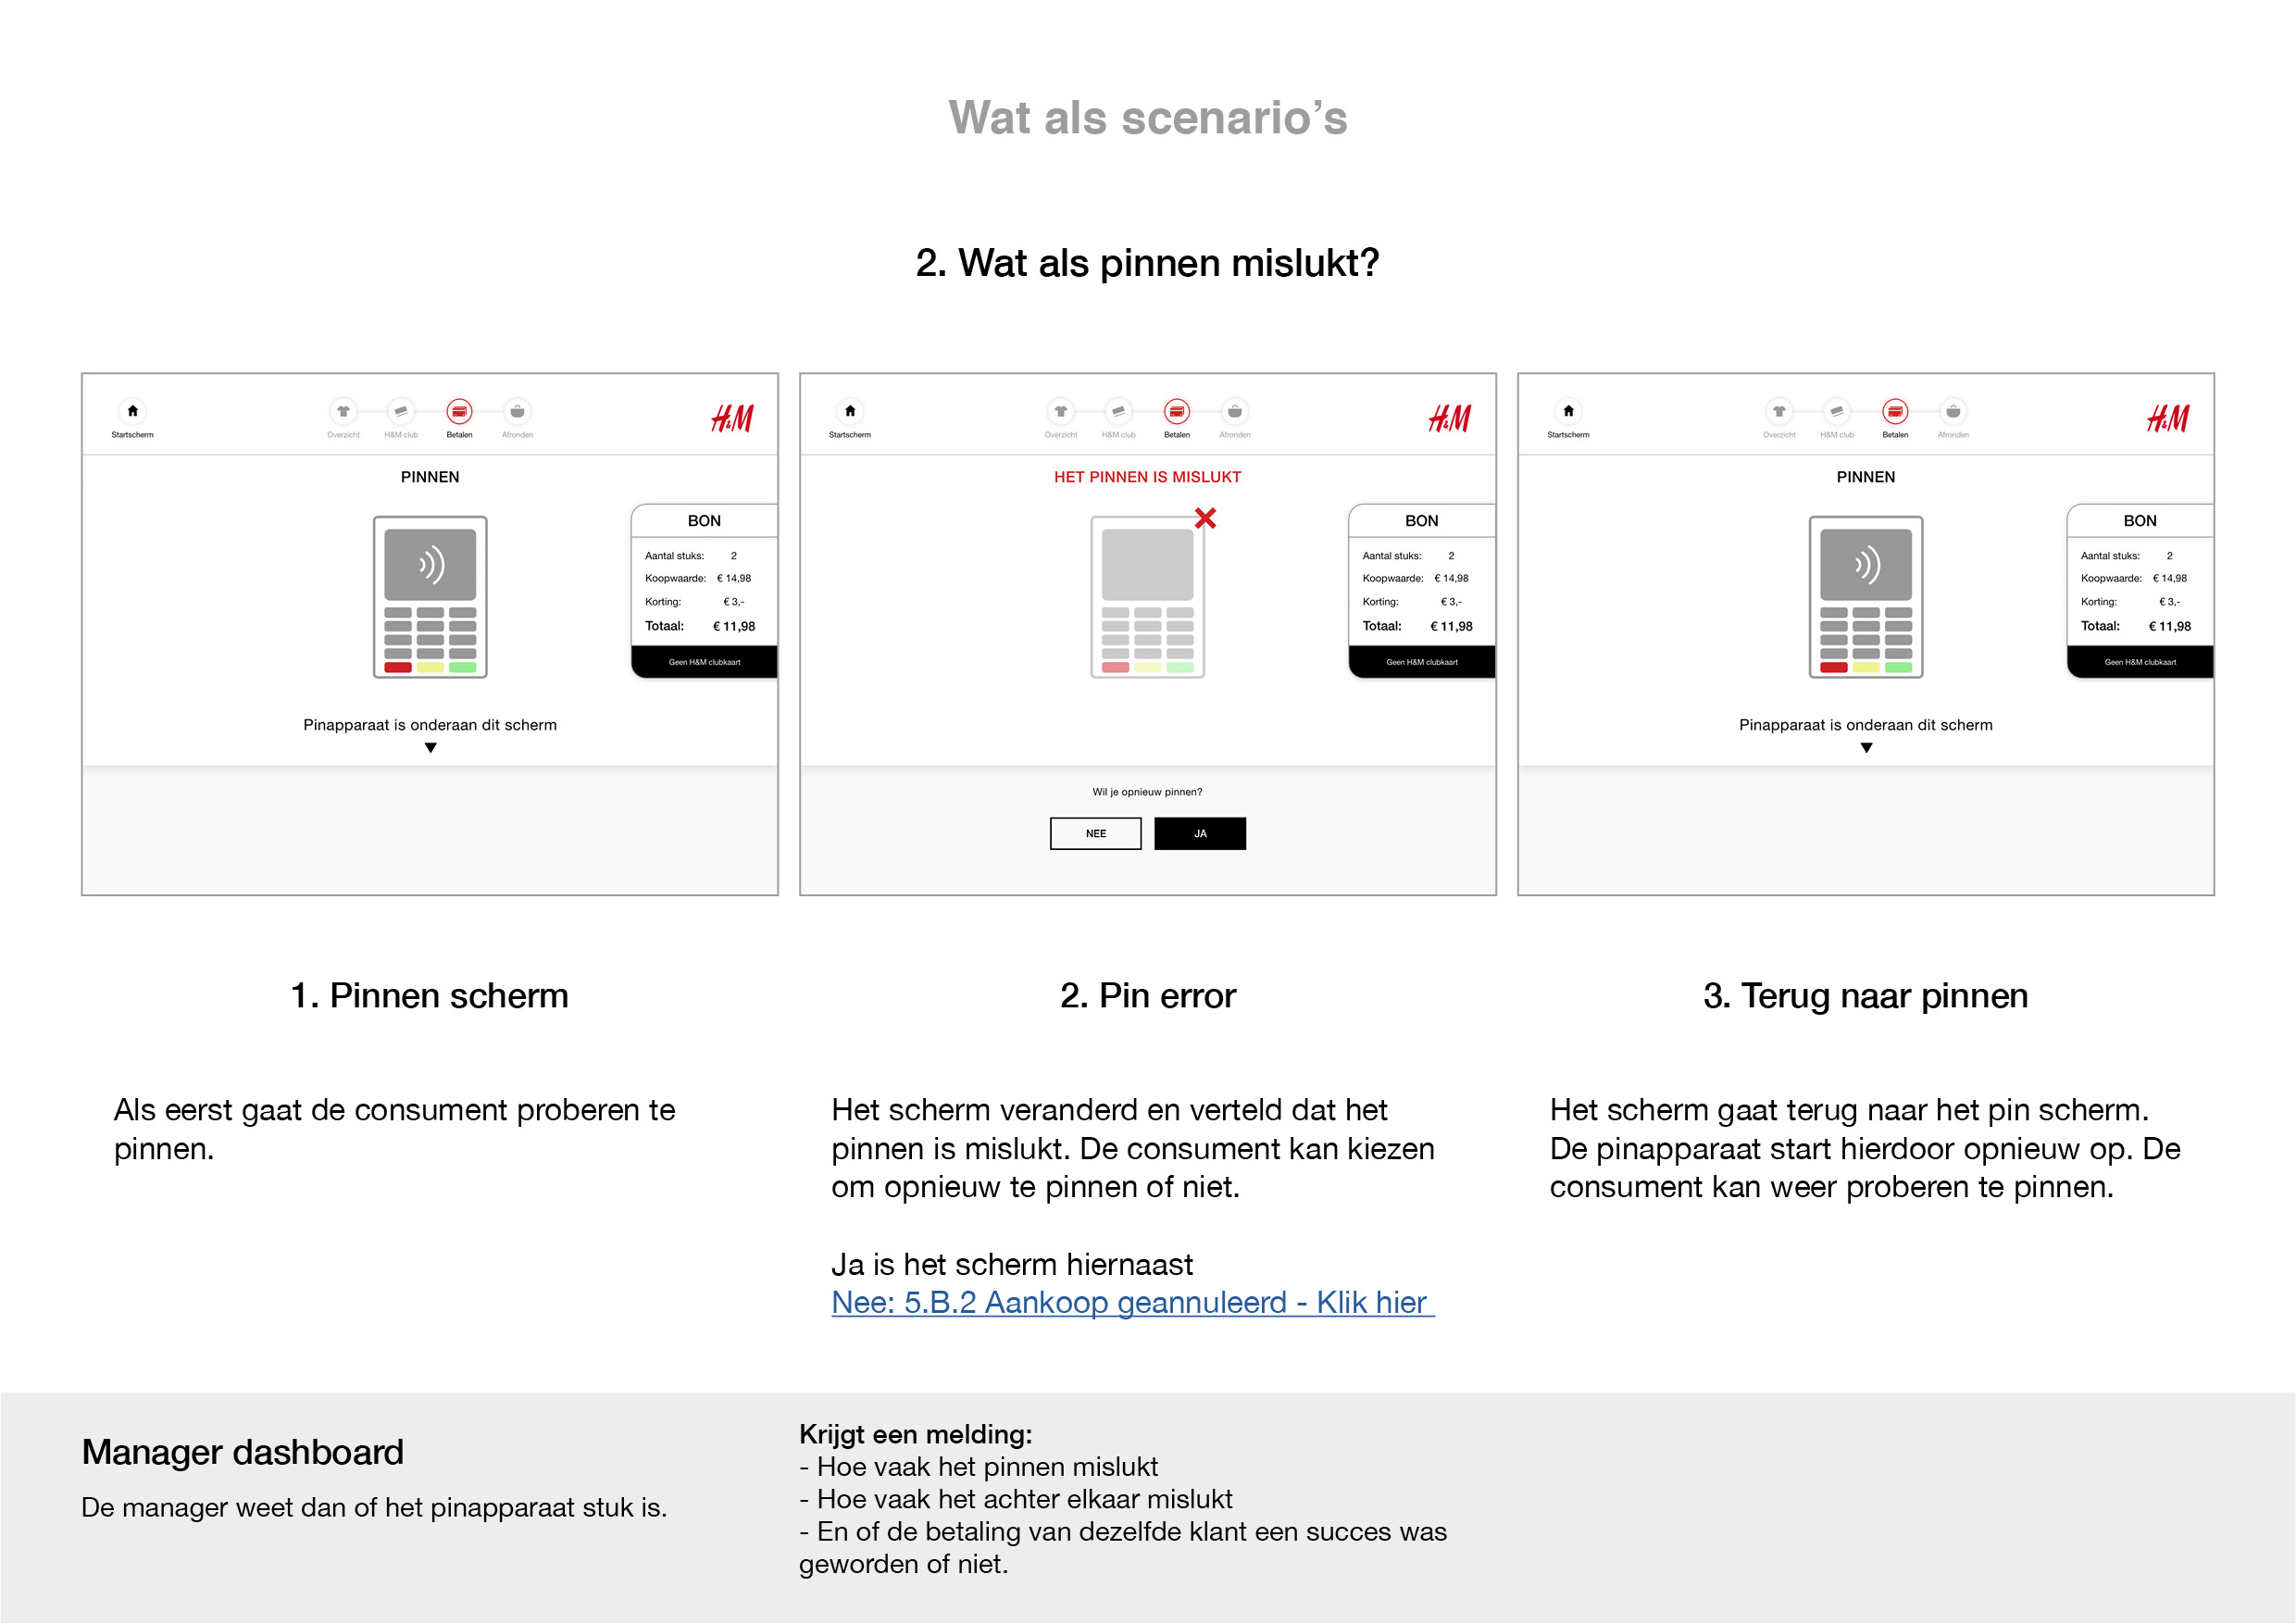 Wat als scenario’s
2. Wat als pinnen mislukt?
Startscherm
Overzicht
H&M club
Betalen
Afronden
H&M
PINNEN
BON
Aantal stuks: 2
Koopwaarde: € 14,98
Korting: € 3,-
Totaal: € 11,98
Geen H&M clubkaart
Pinapparaat is onderaan dit scherm
Startscherm
Overzicht
H&M club
Betalen
Afronden
H&M
HET PINNEN IS MISLUKT
BON
Aantal stuks: 2
Koopwaarde: € 14,98
Korting: € 3,-
Totaal: € 11,98
Geen H&M clubkaart
Wil je opnieuw pinnen?
NEE
JA
Startscherm
Overzicht
H&M club
Betalen
Afronden
H&M
PINNEN
BON
Aantal stuks: 2
Koopwaarde: € 14,98
Korting: € 3,-
Totaal: € 11,98
Geen H&M clubkaart
Pinapparaat is onderaan dit scherm
1. Pinnen scherm
Als eerst gaat de consument proberen te
pinnen.
2. Pin error
Het scherm veranderd en verteld dat het
pinnen is mislukt. De consument kan kiezen
om opnieuw te pinnen of niet.
Ja is het scherm hiernaast
Nee: 5.B.2 Aankoop geannuleerd - Klik hier
3. Terug naar pinnen
Het scherm gaat terug naar het pin scherm.
De pinapparaat start hierdoor opnieuw op. De
consument kan weer proberen te pinnen.
Manager dashboard
De manager weet dan of het pinapparaat stuk is.
Krijgt een melding:
- Hoe vaak het pinnen mislukt
- Hoe vaak het achter elkaar mislukt
- En of de betaling van dezelfde klant een succes was
geworden of niet.